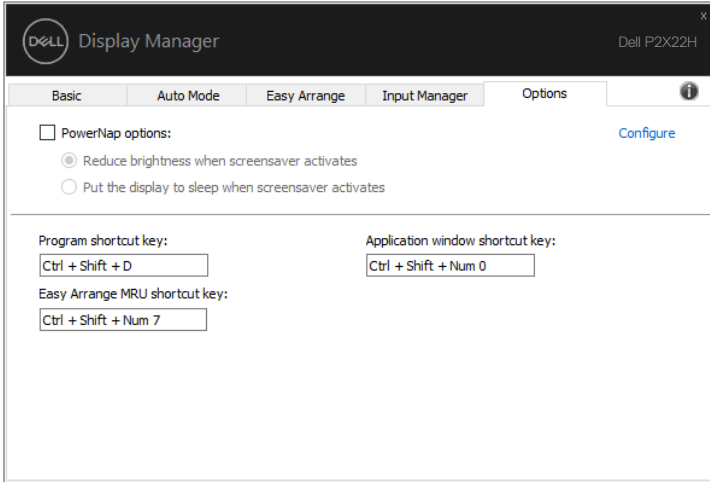 x
DELL Display Manager Dell P2X22H
Basic Auto Mode Easy Arrange Input Manager Options i
PowerNap options: Configure
Reduce brightness when screensaver activates
Put the display to sleep when screensaver activates
Program shortcut key: Application window shortcut key:
Ctrl + Shift + D Ctrl + Shift + Num 0
Easy Arrange MRU shortcut key:
Ctrl + Shift + Num 7